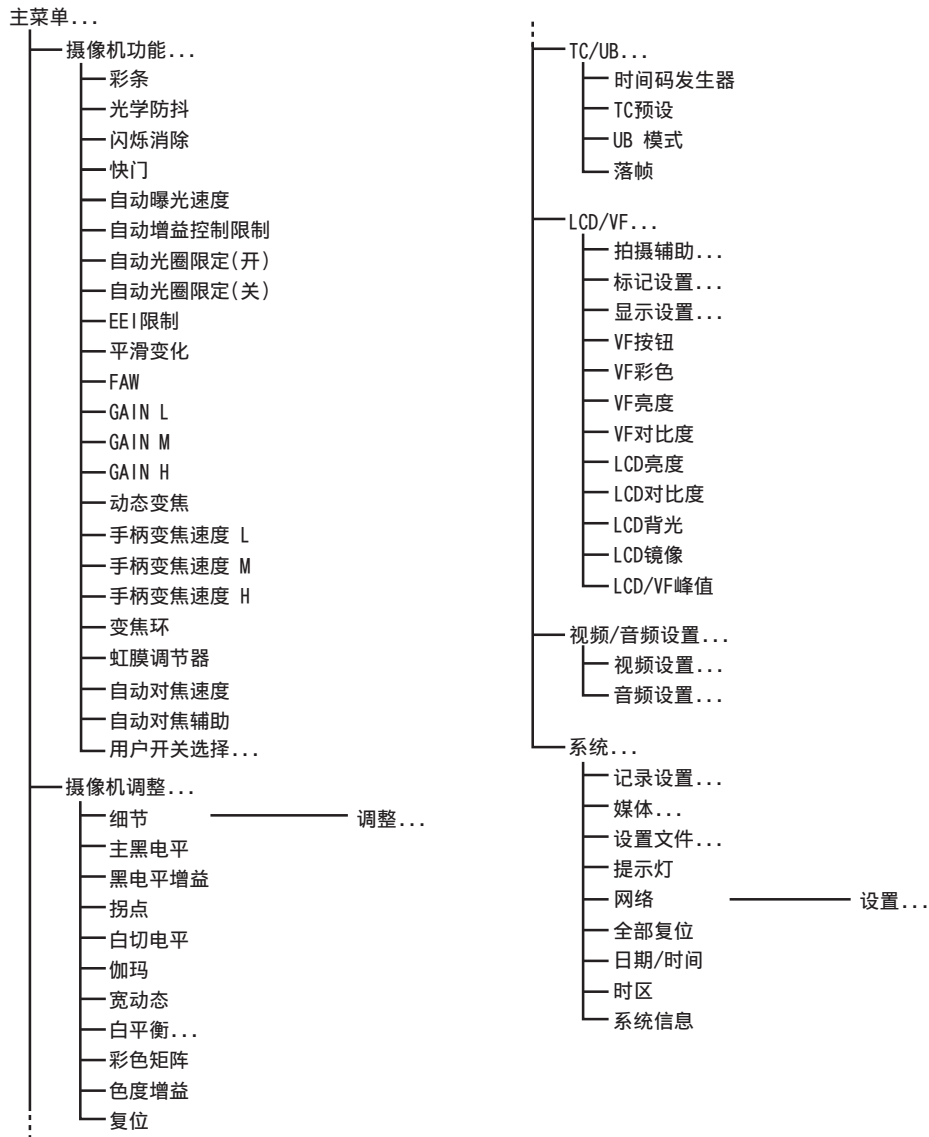 主菜单...
摄像机功能...
彩条
光学防抖
闪烁消除
快门
自动曝光速度
自动增益控制限制
自动光圈限定(开)
自动光圈限定(关)
EEI限制
平滑变化
FAW
GAIN L
GAIN M
GAIN H
动态变焦
手柄变焦速度 L
手柄变焦速度 M
手柄变焦速度 H
变焦环
虹膜调节器
自动对焦速度
自动对焦辅助
用户开关选择...
摄像机调整...
细节 调整...
主黑电平
黑电平增益
拐点
白切电平
伽玛
宽动态
白平衡...
彩色矩阵
色度增益
复位
TC/UB...
时间码发生器
TC预设
UB 模式
落帧
LCD/VF...
拍摄辅助...
标记设置...
显示设置...
VF按钮
VF彩色
VF亮度
VF对比度
LCD亮度
LCD对比度
LCD背光
LCD镜像
LCD/VF峰值
视频/音频设置...
视频设置...
音频设置...
系统...
记录设置...
媒体...
设置文件...
提示灯
网络 设置...
全部复位
日期/时间
时区
系统信息